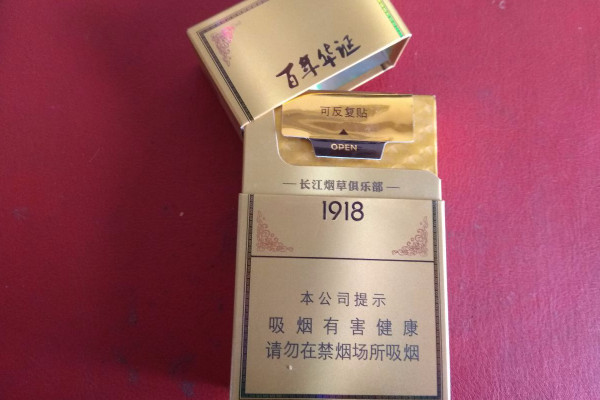 百年华证
可反复贴
OPEN
长江烟草俱乐部
1918
本公司提示
吸烟有害健康
请勿在禁烟场所吸烟